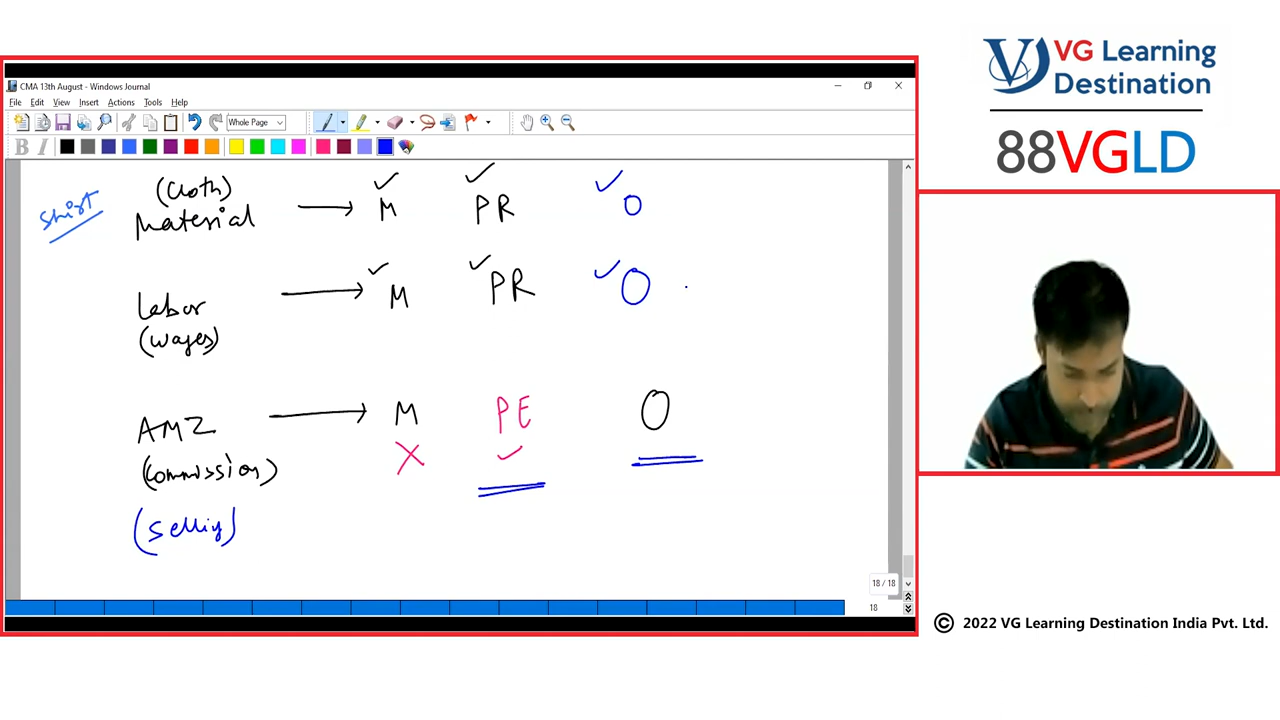 CMA 13th August - Windows Journal
File Edit View Insert Actions Tools Help
Whole Page
B I
VG Learning
Destination
88VGLD
Shirt
(Cloth)
Material → M PR O
Labor → M PR O
(wages)
AMZ → M PE O
(Commission)
(Selling)
18 / 18
18
© 2022 VG Learning Destination India Pvt. Ltd.